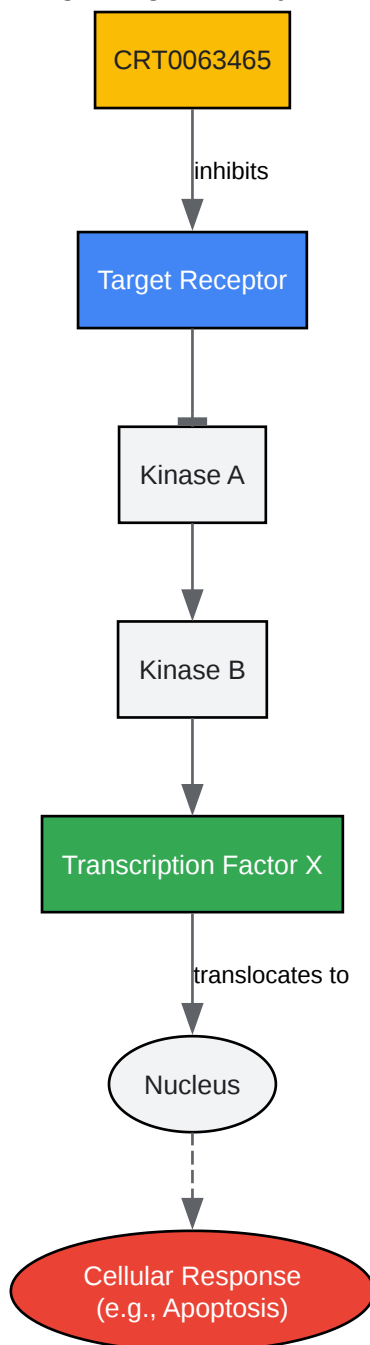 CRT0063465
inhibits
Target Receptor
Kinase A
Kinase B
Transcription Factor X
translocates to
Nucleus
Cellular Response
(e.g., Apoptosis)